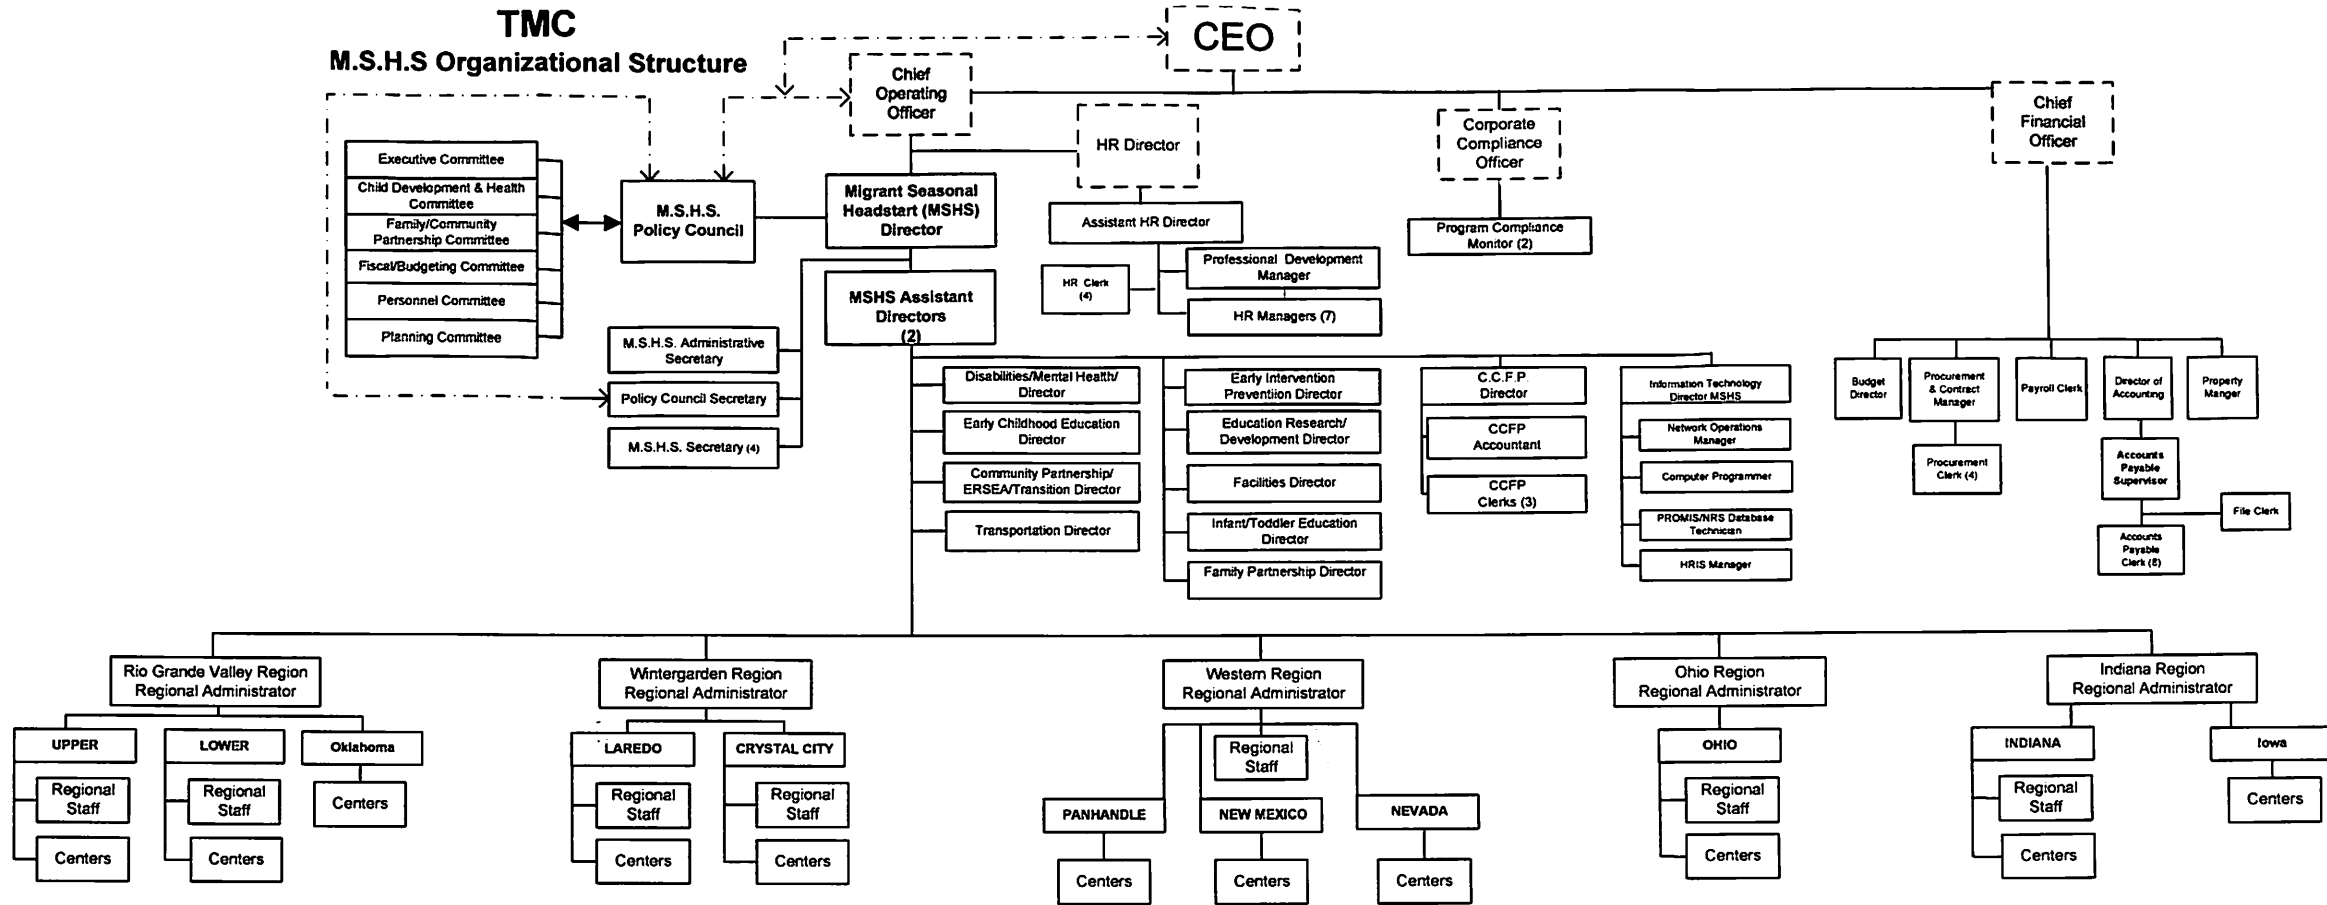 TMC
M.S.H.S Organizational Structure
CEO
Chief
Operating
Officer
HR Director
Corporate
Compliance
Officer
Chief
Financial
Officer
Executive Committee
Child Development & Health
Committee
Family/Community
Partnership Committee
Fiscal/Budgeting Committee
Personnel Committee
Planning Committee
M.S.H.S.
Policy Council
Migrant Seasonal
Headstart (MSHS)
Director
Assistant HR Director
Program Compliance
Monitor (2)
HR Clerk
(4)
Professional Development
Manager
HR Managers (7)
MSHS Assistant
Directors
(2)
M.S.H.S. Administrative
Secretary
Policy Council Secretary
M.S.H.S. Secretary (4)
Disabilities/Mental Health/
Director
Early Childhood Education
Director
Community Partnership/
ERSEA/Transition Director
Transportation Director
Early Intervention
Preventiion Director
Education Research/
Development Director
Facilities Director
Infant/Toddler Education
Director
Family Partnership Director
C.C.F.P.
Director
CCFP
Accountant
CCFP
Clerks (3)
Information Technology
Director MSHS
Network Operations
Manager
Computer Programmer
PROMIS/NRS Database
Technician
HRIS Manager
Budget
Director
Procurement
& Contract
Manager
Payroll Clerk
Director of
Accounting
Property
Manger
Procurement
Clerk (4)
Accounts
Payable
Supervisor
File Clerk
Accounts
Payable
Clerk
Rio Grande Valley Region
Regional Administrator
UPPER
Regional
Staff
Centers
LOWER
Regional
Staff
Centers
Oklahoma
Centers
Wintergarden Region
Regional Administrator
LAREDO
Regional
Staff
Centers
CRYSTAL CITY
Regional
Staff
Centers
Western Region
Regional Administrator
Regional
Staff
PANHANDLE
Centers
NEW MEXICO
Centers
NEVADA
Centers
Ohio Region
Regional Administrator
OHIO
Regional
Staff
Centers
Indiana Region
Regional Administrator
INDIANA
Regional
Staff
Centers
Iowa
Centers